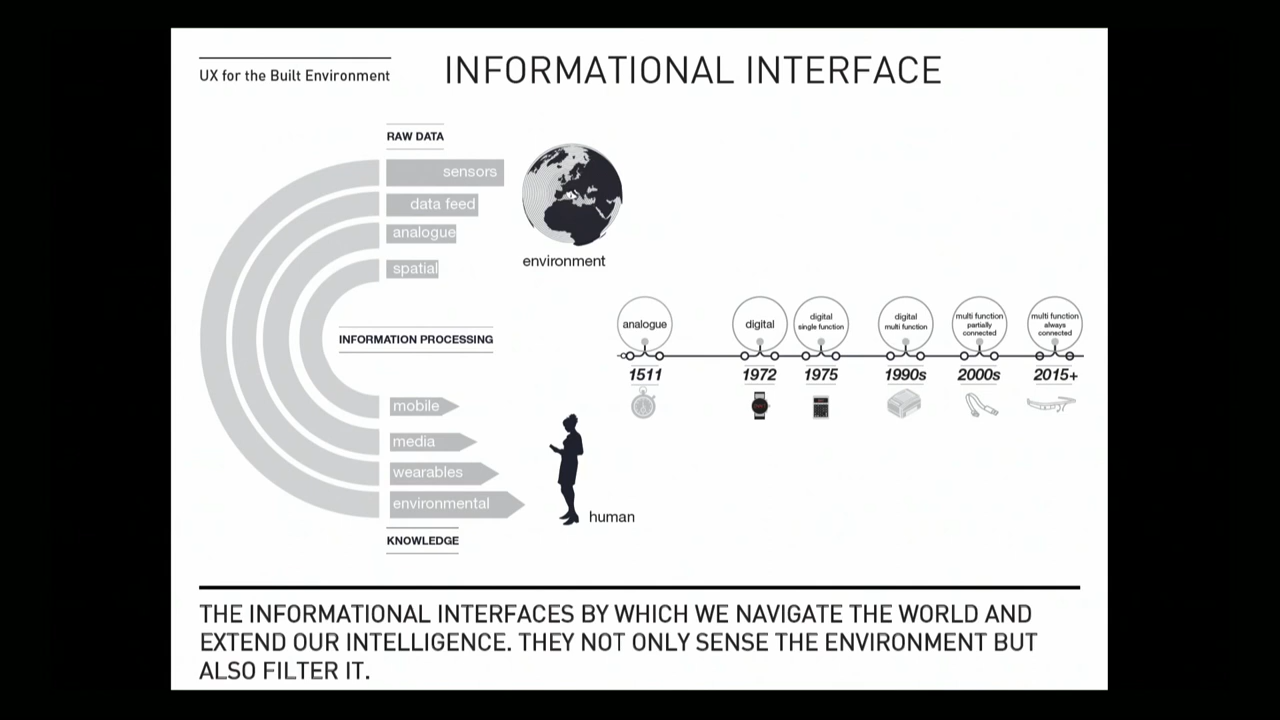 UX for the Built Environment
INFORMATIONAL INTERFACE
RAW DATA
sensors
data feed
analogue
spatial
environment
INFORMATION PROCESSING
mobile
media
wearables
environmental
KNOWLEDGE
human
analogue
1511
digital
1972
digital
single function
1975
digital
multi function
1990s
multi function
partially
connected
2000s
multi function
always
connected
2015+
THE INFORMATIONAL INTERFACES BY WHICH WE NAVIGATE THE WORLD AND
EXTEND OUR INTELLIGENCE. THEY NOT ONLY SENSE THE ENVIRONMENT BUT
ALSO FILTER IT.